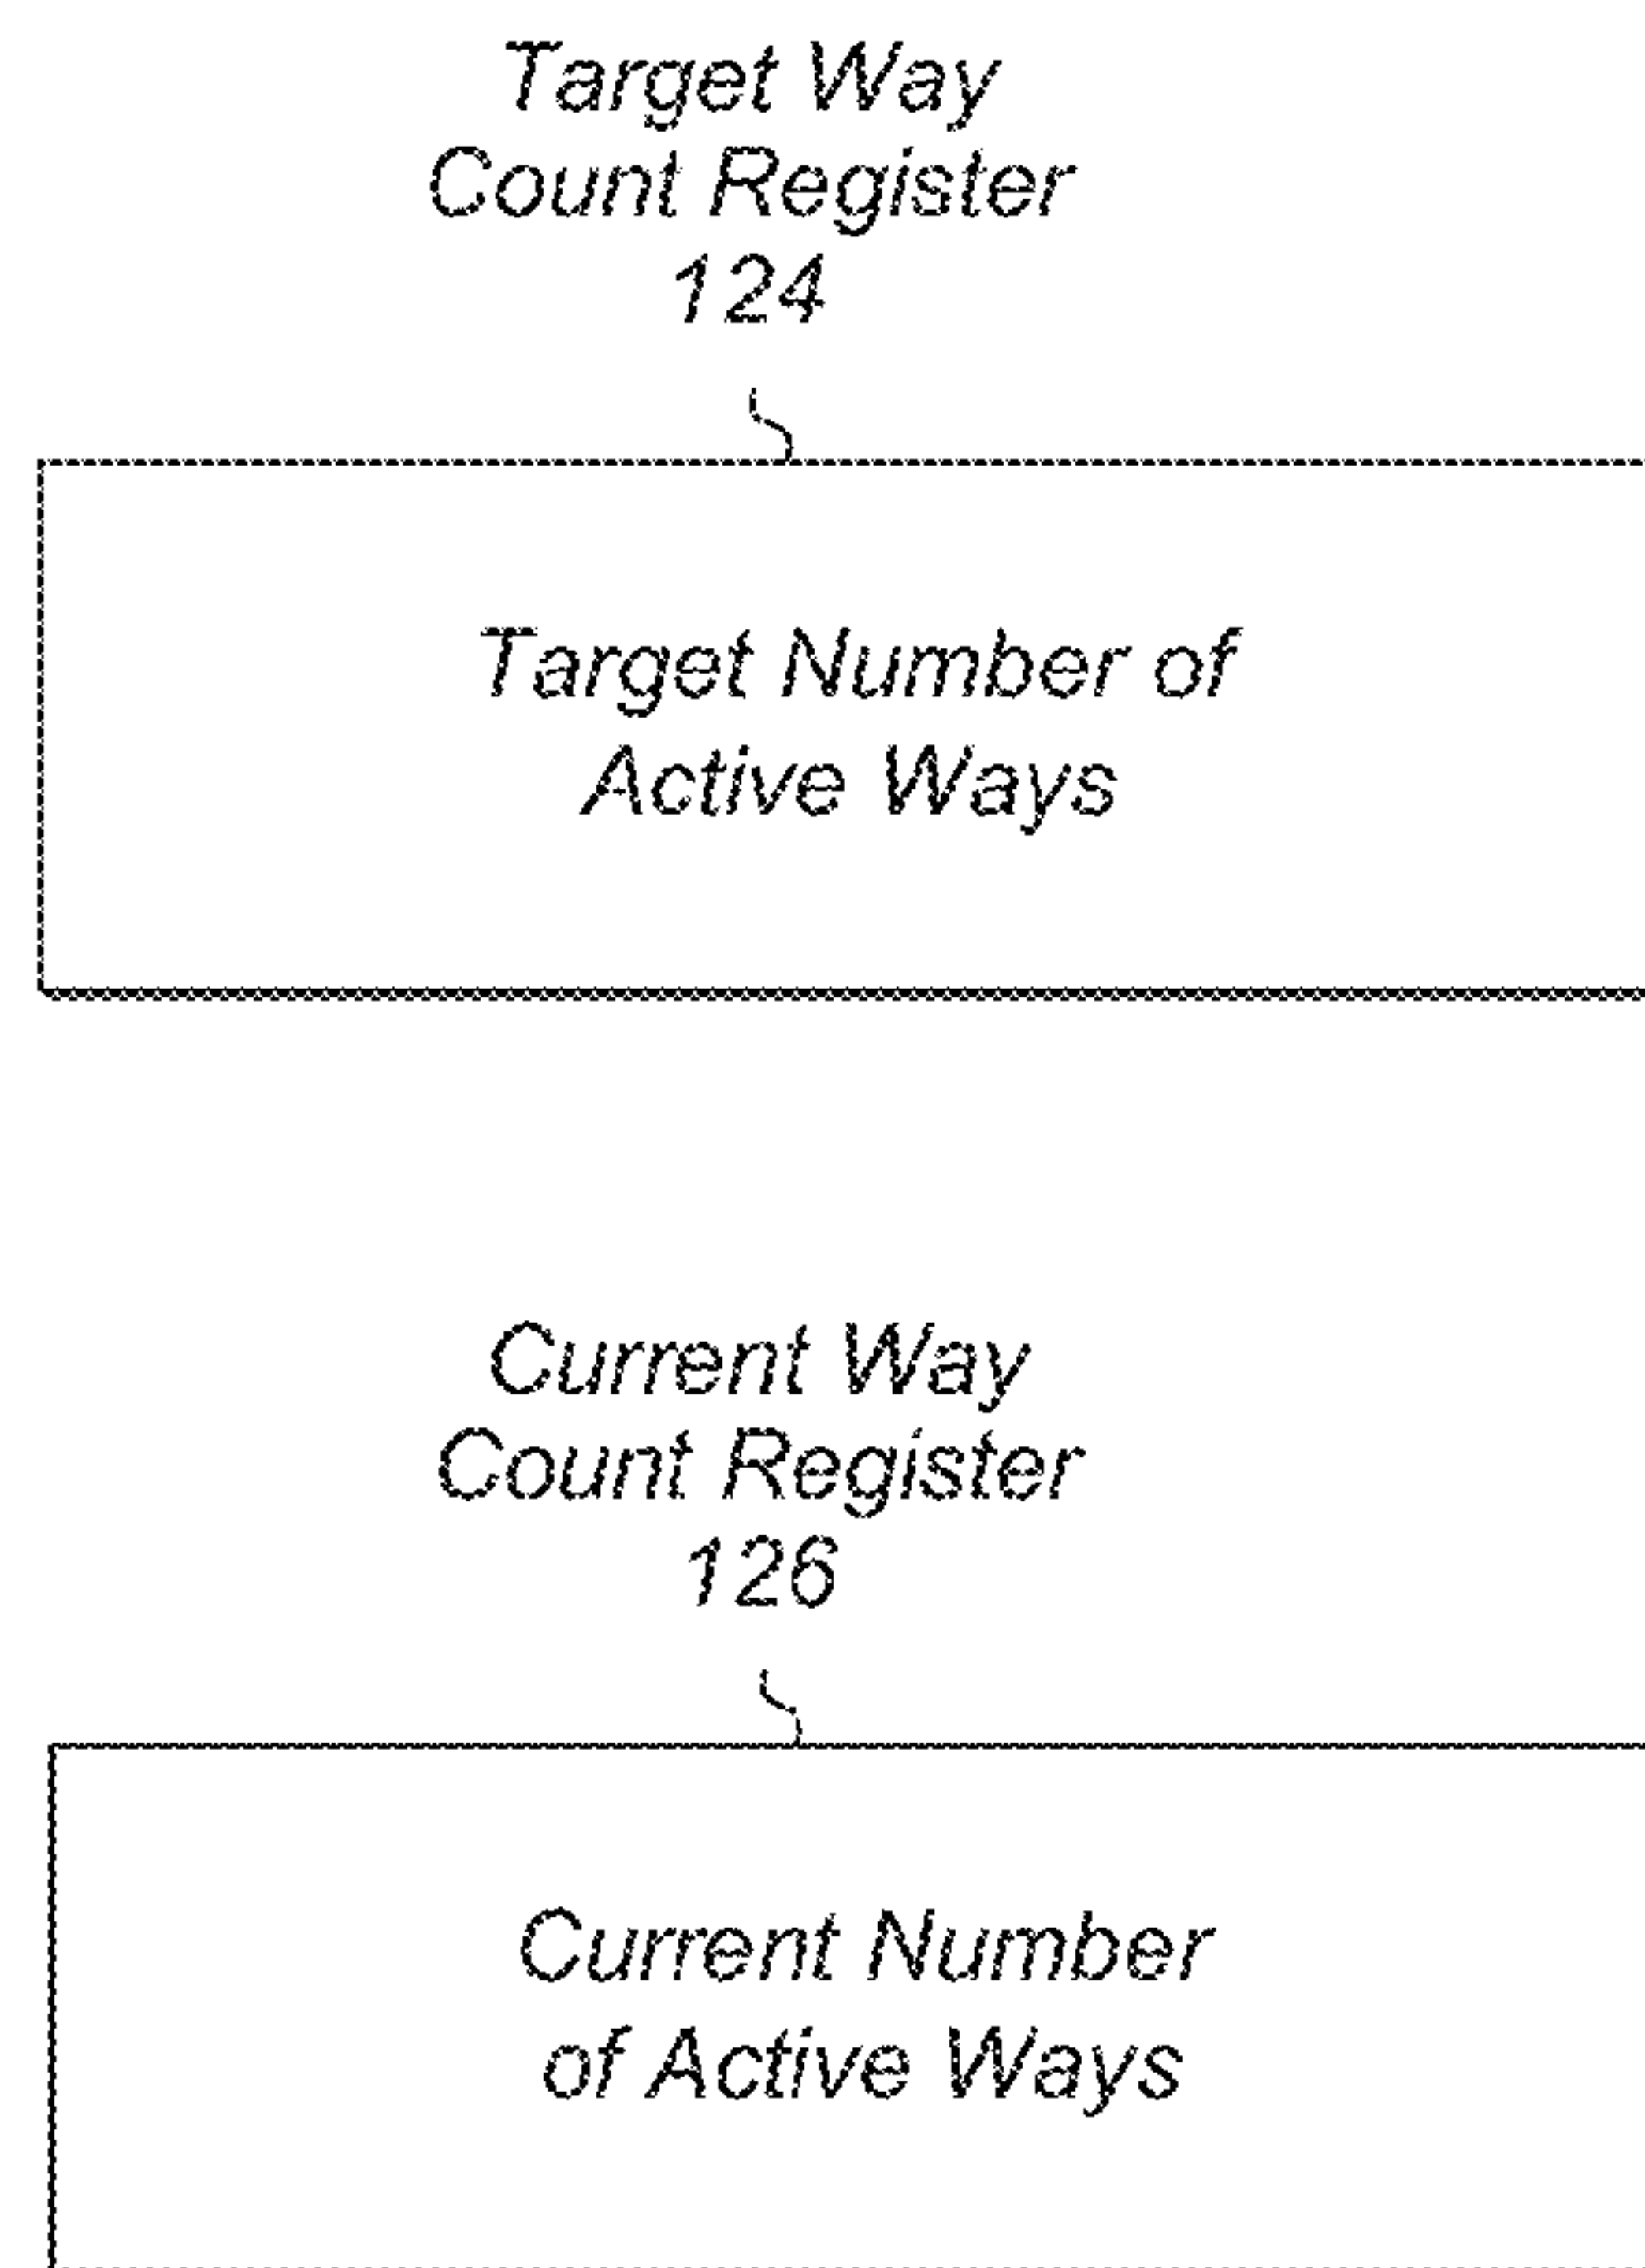 Target Way
Count Register
124
Target Number of
Active Ways
Current Way
Count Register
126
Current Number
of Active Ways